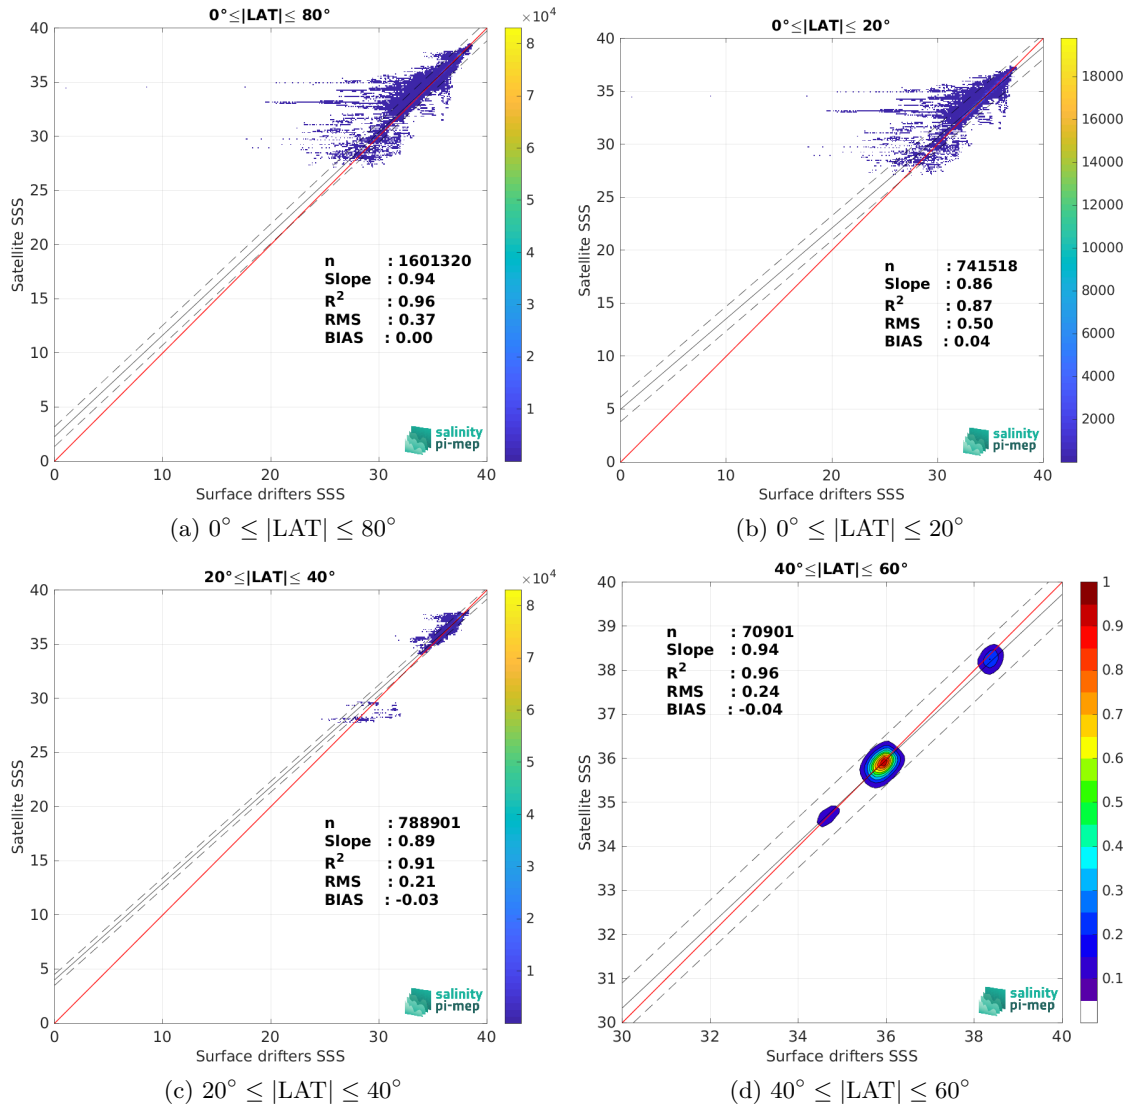 0°≤|LAT|≤ 80°
×10⁴
40
35
30
25
20
15
10
5
0
0
10
20
30
40
Satellite SSS
Surface drifters SSS
n : 1601320
Slope : 0.94
R² : 0.96
RMS : 0.37
BIAS : 0.00
8
7
6
5
4
3
2
1
salinity
pi-mep
(a) 0° ≤ |LAT| ≤ 80°
0°≤|LAT|≤ 20°
40
35
30
25
20
15
10
5
0
0
10
20
30
40
Satellite SSS
Surface drifters SSS
n : 741518
Slope : 0.86
R² : 0.87
RMS : 0.50
BIAS : 0.04
18000
16000
14000
12000
10000
8000
6000
4000
2000
salinity
pi-mep
(b) 0° ≤ |LAT| ≤ 20°
20°≤|LAT|≤ 40°
×10⁴
40
35
30
25
20
15
10
5
0
0
10
20
30
40
Satellite SSS
Surface drifters SSS
n : 788901
Slope : 0.89
R² : 0.91
RMS : 0.21
BIAS : -0.03
8
7
6
5
4
3
2
1
salinity
pi-mep
(c) 20° ≤ |LAT| ≤ 40°
40°≤|LAT|≤ 60°
40
39
38
37
36
35
34
33
32
31
30
30
32
34
36
38
40
Satellite SSS
Surface drifters SSS
n : 70901
Slope : 0.94
R² : 0.96
RMS : 0.24
BIAS : -0.04
1
0.9
0.8
0.7
0.6
0.5
0.4
0.3
0.2
0.1
salinity
pi-mep
(d) 40° ≤ |LAT| ≤ 60°